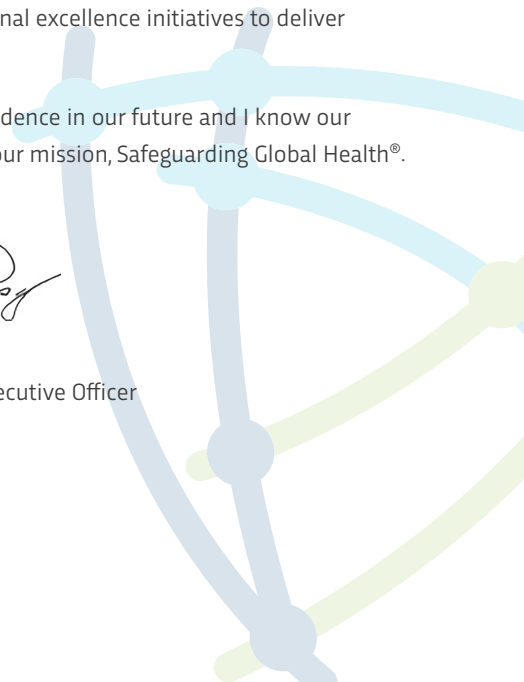 nal excellence initiatives to deliver
dence in our future and I know our
our mission, Safeguarding Global Health®.
ecutive Officer